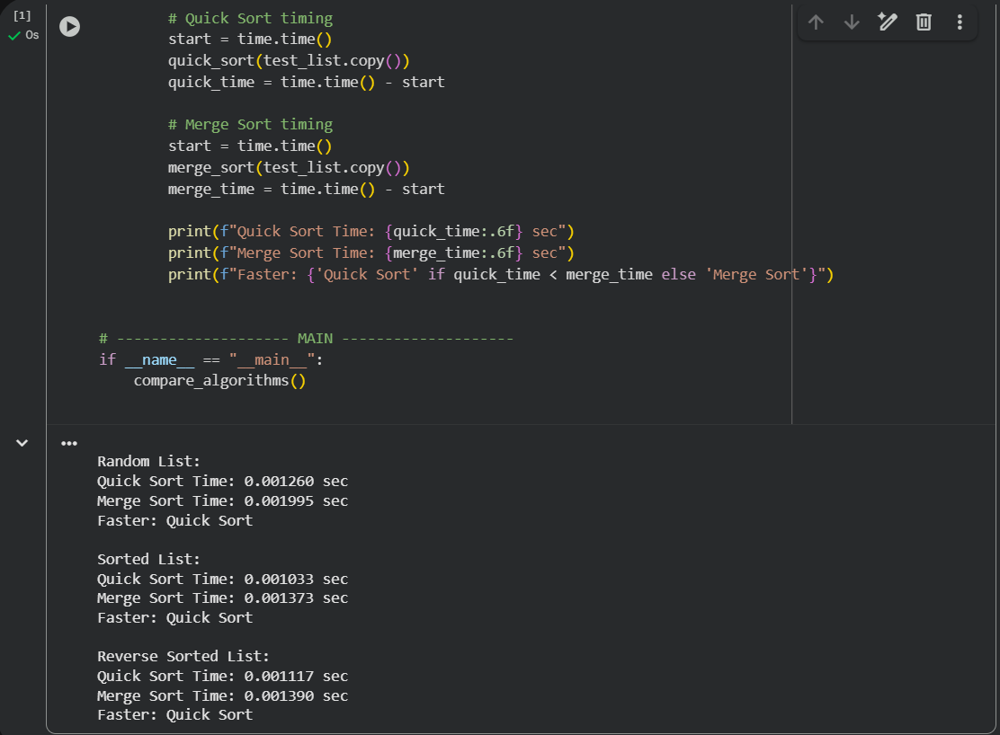 [1]
0s
# Quick Sort timing
start = time.time()
quick_sort(test_list.copy())
quick_time = time.time() - start
# Merge Sort timing
start = time.time()
merge_sort(test_list.copy())
merge_time = time.time() - start
print(f"Quick Sort Time: {quick_time:.6f} sec")
print(f"Merge Sort Time: {merge_time:.6f} sec")
print(f"Faster: {'Quick Sort' if quick_time < merge_time else 'Merge Sort'}")
# -------------------- MAIN --------------------
if __name__ == "__main__":
    compare_algorithms()
Random List:
Quick Sort Time: 0.001260 sec
Merge Sort Time: 0.001995 sec
Faster: Quick Sort
Sorted List:
Quick Sort Time: 0.001033 sec
Merge Sort Time: 0.001373 sec
Faster: Quick Sort
Reverse Sorted List:
Quick Sort Time: 0.001117 sec
Merge Sort Time: 0.001390 sec
Faster: Quick Sort